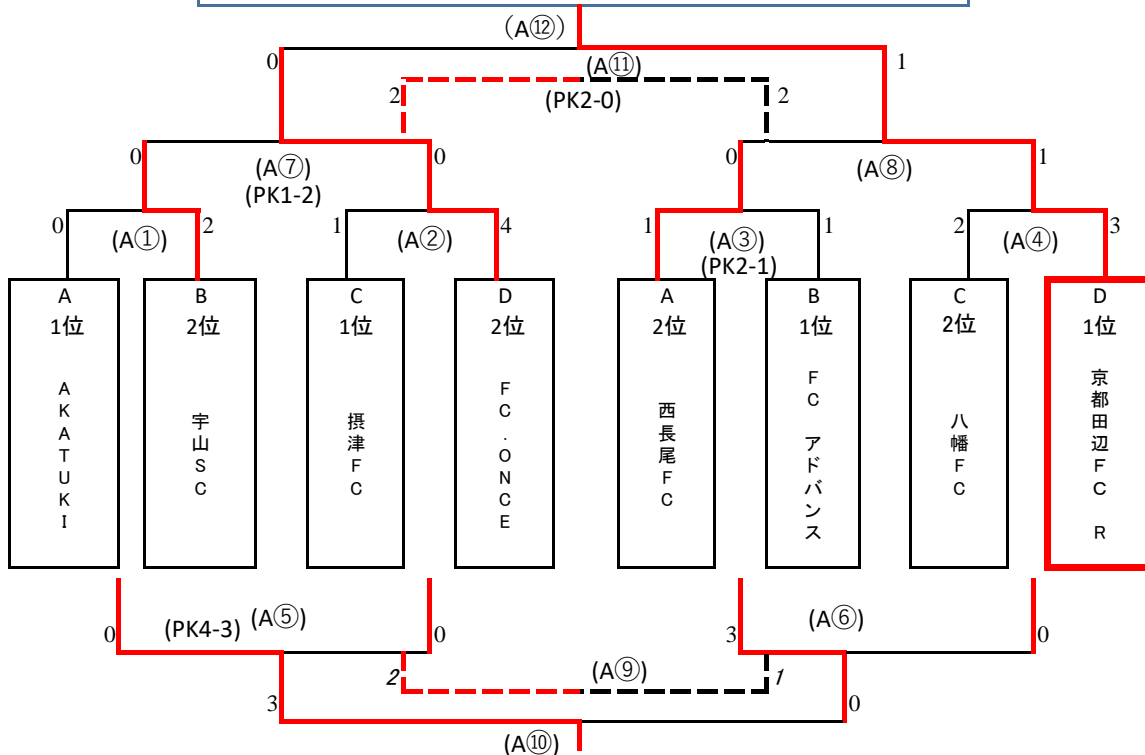 (A⑫)
0
1
(A⑪)
2
2
(PK2-0)
0
0
0
1
(A⑦)
(A⑧)
(PK1-2)
0
2
1
4
1
1
2
3
(A①)
(A②)
(A③)
(A④)
(PK2-1)
A
1位
AKATUKI
B
2位
宇山SC
C
1位
摂津FC
D
2位
FC.ONCE
A
2位
西長尾FC
B
1位
FC アドバンス
C
2位
八幡FC
D
1位
京都田辺FC R
0
(PK4-3)
(A⑤)
0
3
(A⑥)
0
2
(A⑨)
1
3
0
(A⑩)